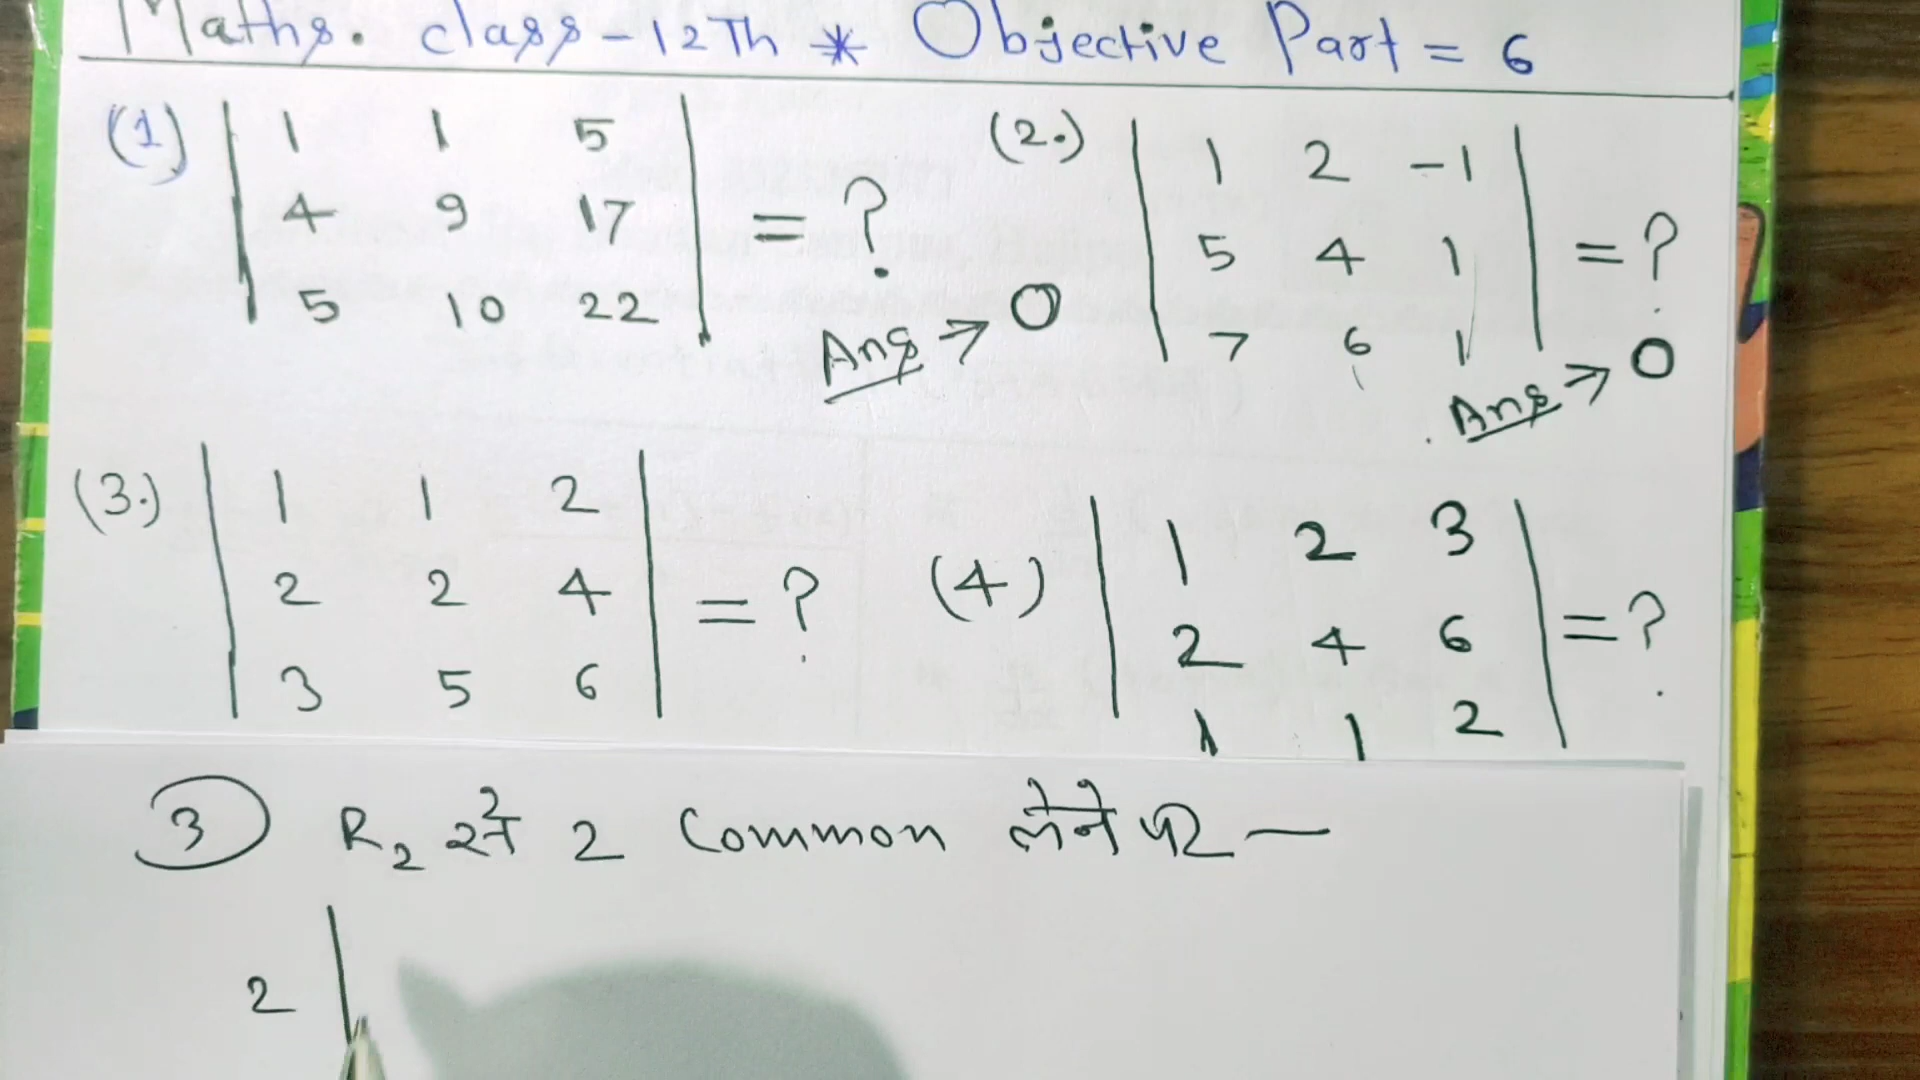 Maths. class-12Th * Objective Part = 6
(1) | 1 1 5 |
| 4 9 17 | = ?
| 5 10 22 |
Ans → 0
(2.) | 1 2 -1 |
| 5 4 1 | = ?
| 7 6 1 |
Ans → 0
(3.) | 1 1 2 |
| 2 2 4 | = ?
| 3 5 6 |
(4) | 1 2 3 |
| 2 4 6 | = ?
| 1 1 2 |
3 R2 से 2 Common लेने पर —
2 |